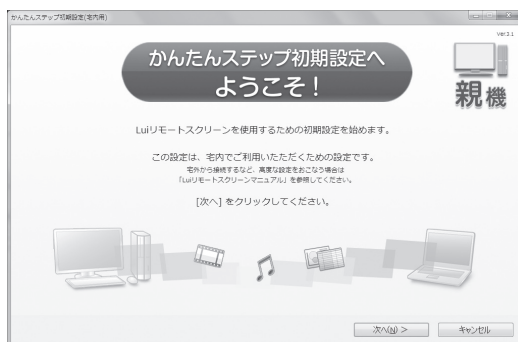 かんたんステップ初期設定(宅内用)
Ver.2.1
かんたんステップ初期設定へ
ようこそ！
親機
Luiリモートスクリーンを使用するための初期設定を始めます。
この設定は、宅内でご利用いただくための設定です。
宅外から接続するなど、高度な設定をおこなう場合は
「Luiリモートスクリーンマニュアル」を参照してください。
[次へ] をクリックしてください。
次へ(N) >
キャンセル